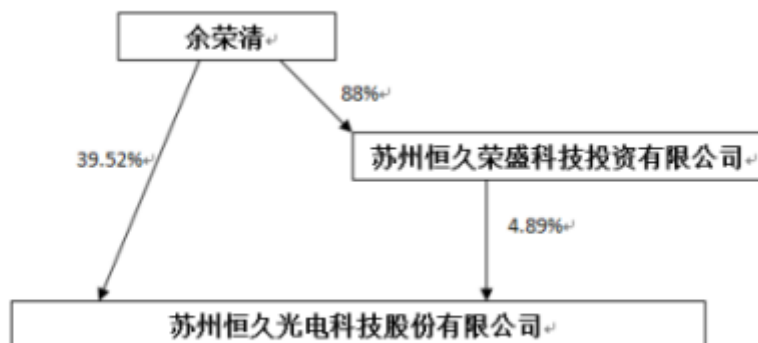 余荣清
88%
苏州恒久荣盛科技投资有限公司
39.52%
4.89%
苏州恒久光电科技股份有限公司